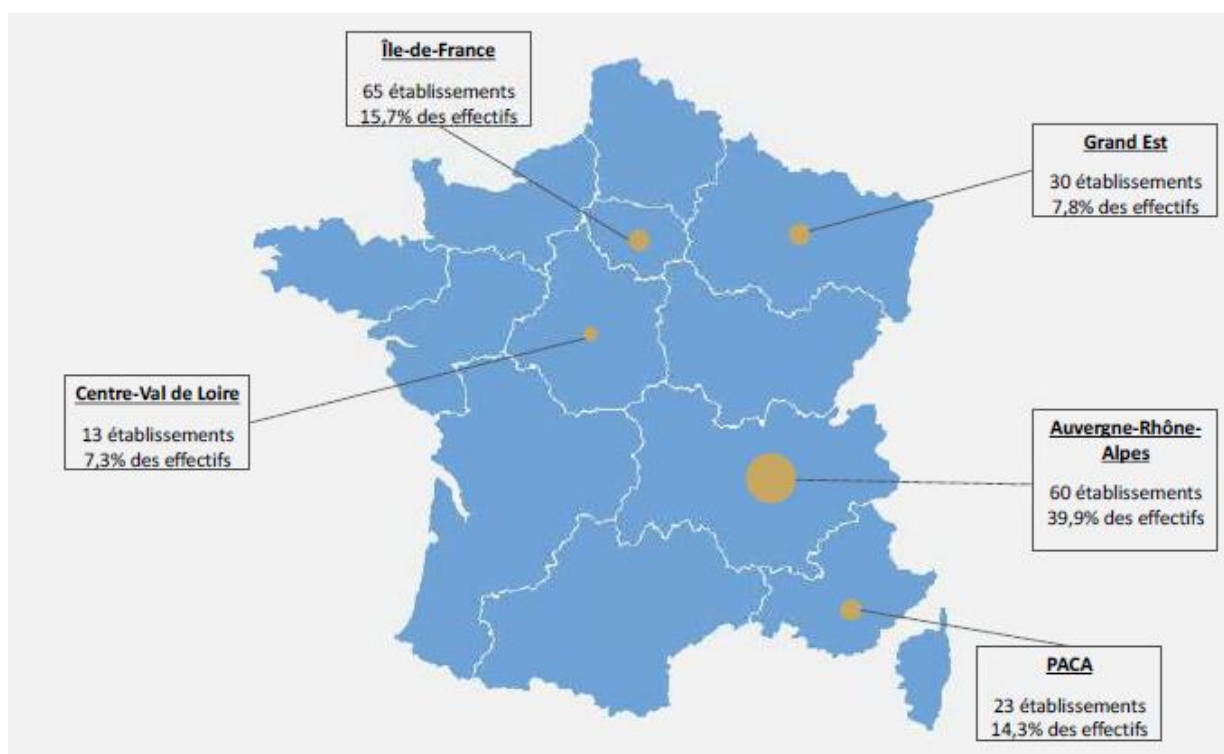 Île-de-France
65 établissements
15,7% des effectifs
Grand Est
30 établissements
7,8% des effectifs
Centre-Val de Loire
13 établissements
7,3% des effectifs
Auvergne-Rhône-
Alpes
60 établissements
39,9% des effectifs
PACA
23 établissements
14,3% des effectifs